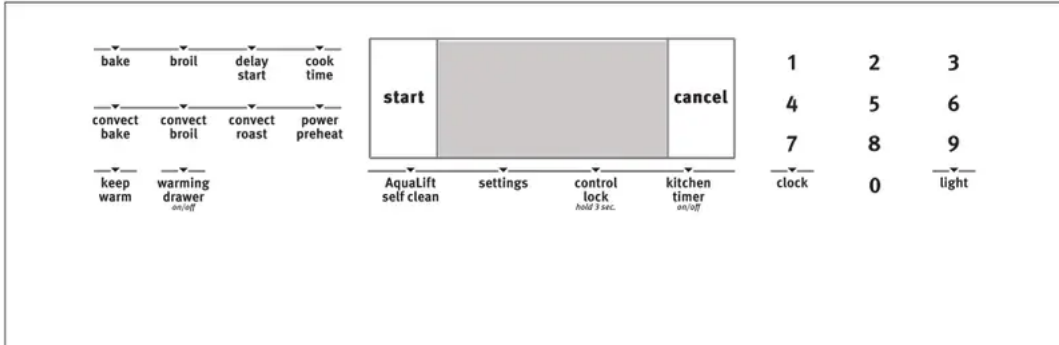 bake broil delay start cook time
convect bake convect broil convect roast power preheat
keep warm warming drawer on/off
start cancel
AquaLift self clean settings control lock hold 3 sec. kitchen timer on/off
1 2 3
4 5 6
7 8 9
clock 0 light